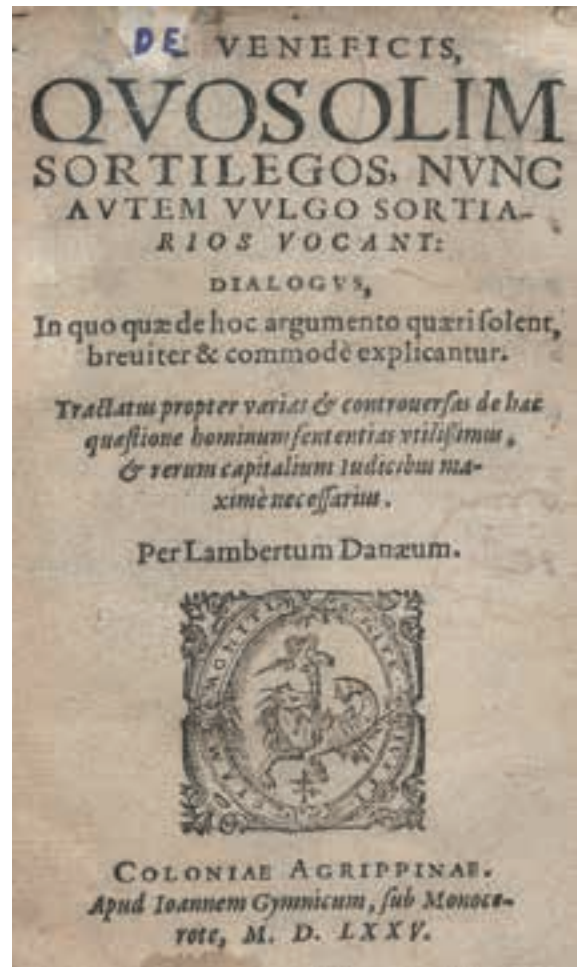 DE VENEFICIS,
QVOSOLIM
SORTILEGOS, NVNC
AVTEM VVLGO SORTIA-
RIOS VOCANT:
DIALOGVS,
In quo quæ de hoc argumento quæri ſolent,
breuiter & commodè explicantur.
Tractatus propter varias & controuerſas de hac
quæſtione hominum ſententias vtiliſſimus,
& rerum capitalium Iudicibus ma-
ximè neceſſarius.
Per Lambertum Danæum.
COLONIAE AGRIPPINAE.
Apud Ioannem Gymnicum, ſub Monoce-
rote, M. D. LXXV.